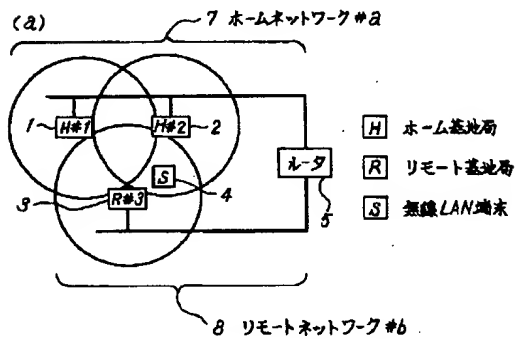 (a)
7 ホームネットワーク#a
1 H#1 H#2 2
H ホーム基地局
ルータ
R リモート基地局
S 4
3 R#3
5
S 無線LAN端末
8 リモートネットワーク#b